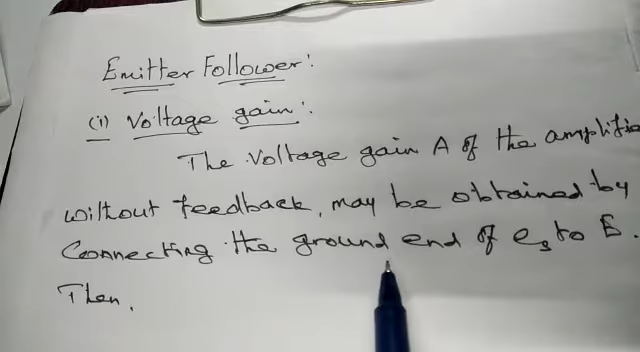 Emitter Follower:
(i) Voltage gain:
The Voltage gain A of the amplifie
without feedback, may be obtained by
Connecting the ground end of es to E.
Then,